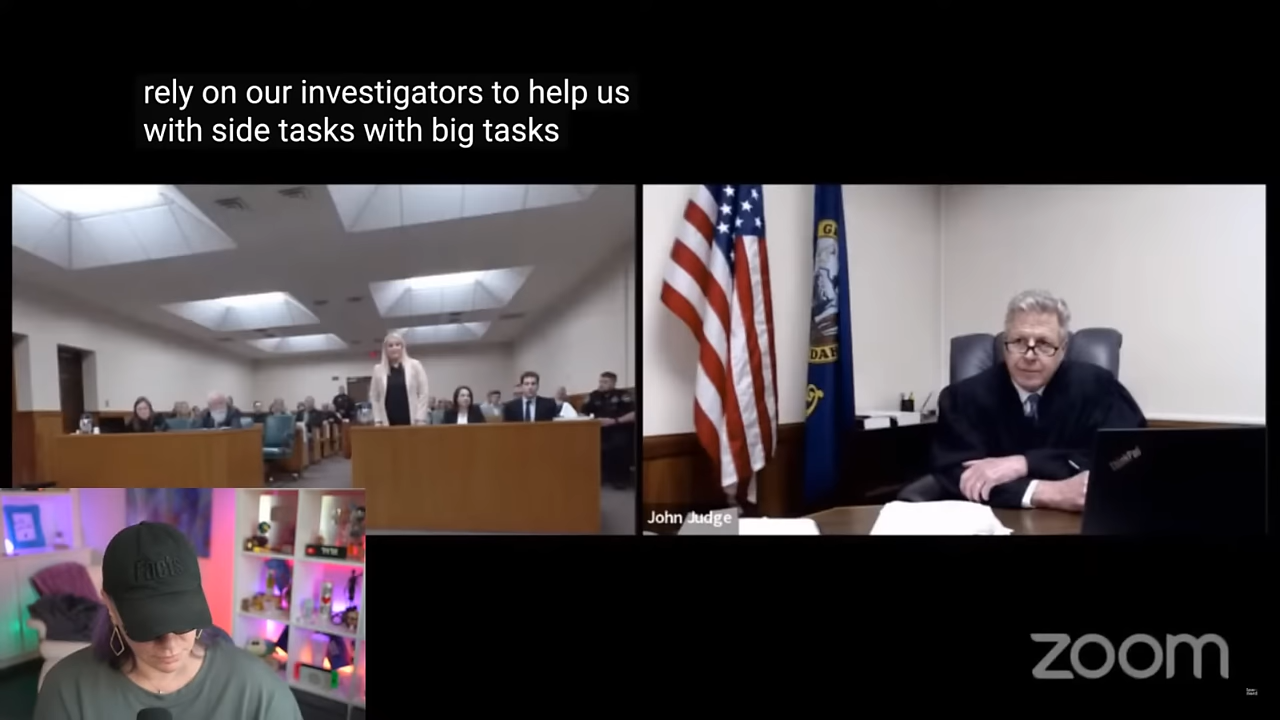 rely on our investigators to help us
with side tasks with big tasks
John Judge
ThinkPad
Facts
zoom